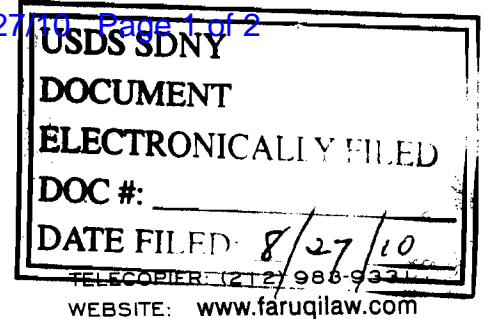 27/10 Page 1 of 2
USDS SDNY
DOCUMENT
ELECTRONICALLY FILED
DOC #:
DATE FILED: 8/27/10
TELECOPIER: (212) 983-9331
WEBSITE: www.faruqilaw.com